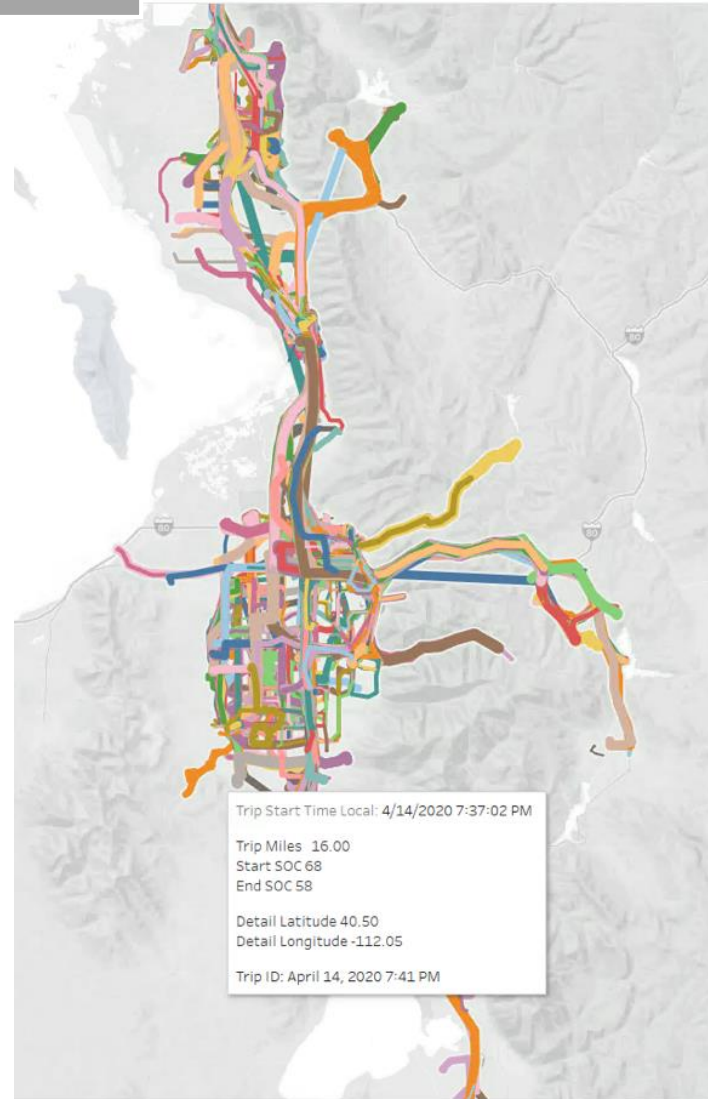 80
80
80
Trip Start Time Local: 4/14/2020 7:37:02 PM
Trip Miles 16.00
Start SOC 68
End SOC 58
Detail Latitude 40.50
Detail Longitude -112.05
Trip ID: April 14, 2020 7:41 PM